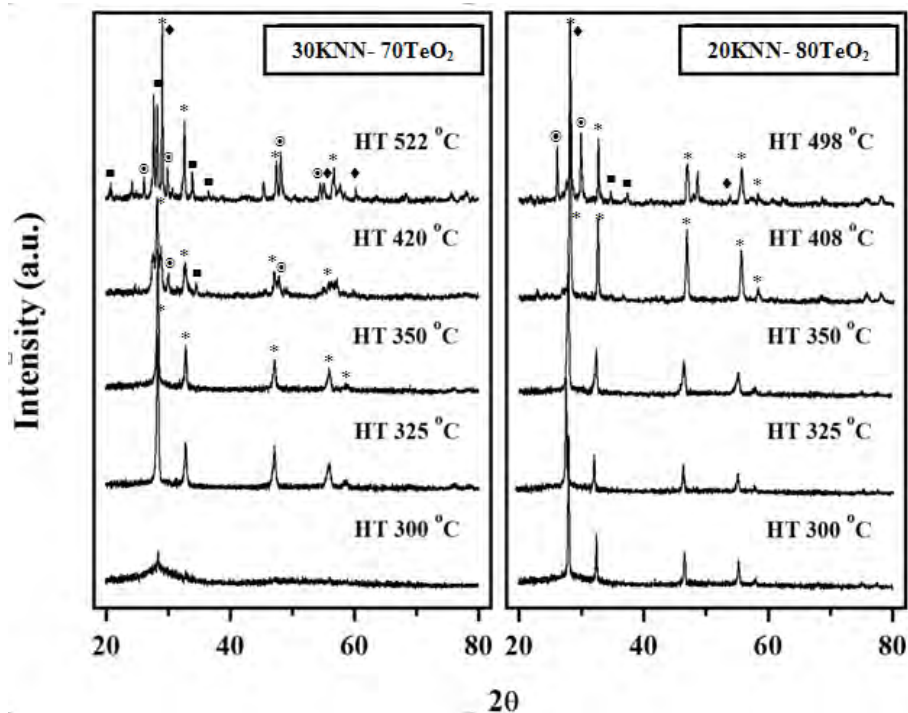 30KNN- 70TeO₂
HT 522 °C
HT 420 °C
HT 350 °C
HT 325 °C
HT 300 °C
20KNN- 80TeO₂
HT 498 °C
HT 408 °C
HT 350 °C
HT 325 °C
HT 300 °C
Intensity (a.u.)
20 40 60 80
20 40 60 80
2θ